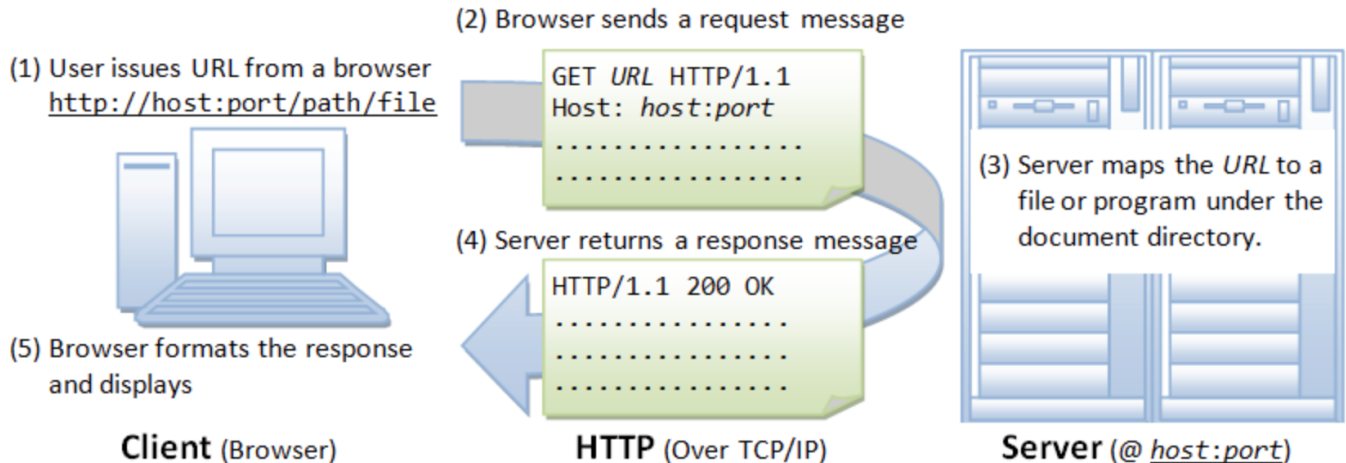 (2) Browser sends a request message
(1) User issues URL from a browser
http://host:port/path/file
GET URL HTTP/1.1
Host: host:port
.................
.................
(3) Server maps the URL to a
file or program under the
document directory.
(4) Server returns a response message
HTTP/1.1 200 OK
................
................
................
(5) Browser formats the response
and displays
Client (Browser)
HTTP (Over TCP/IP)
Server (@ host:port)